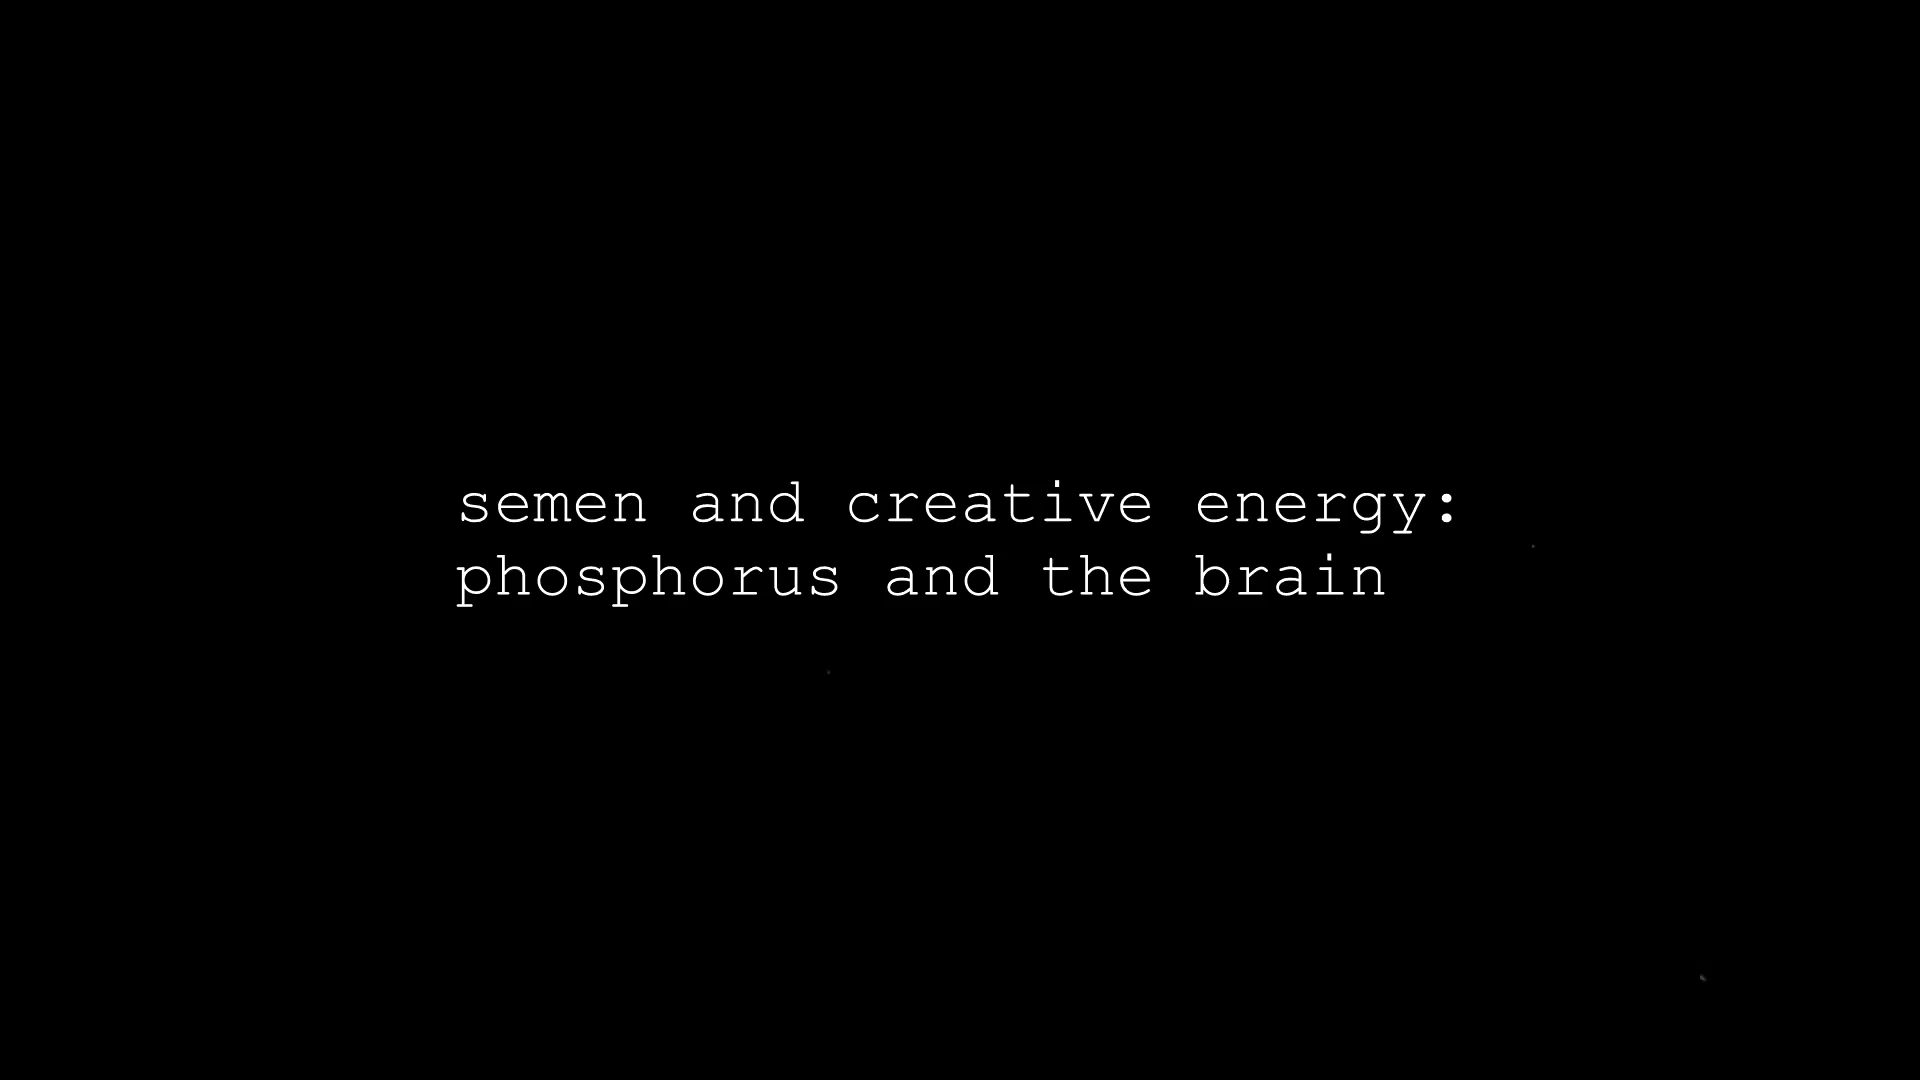 semen and creative energy:
phosphorus and the brain